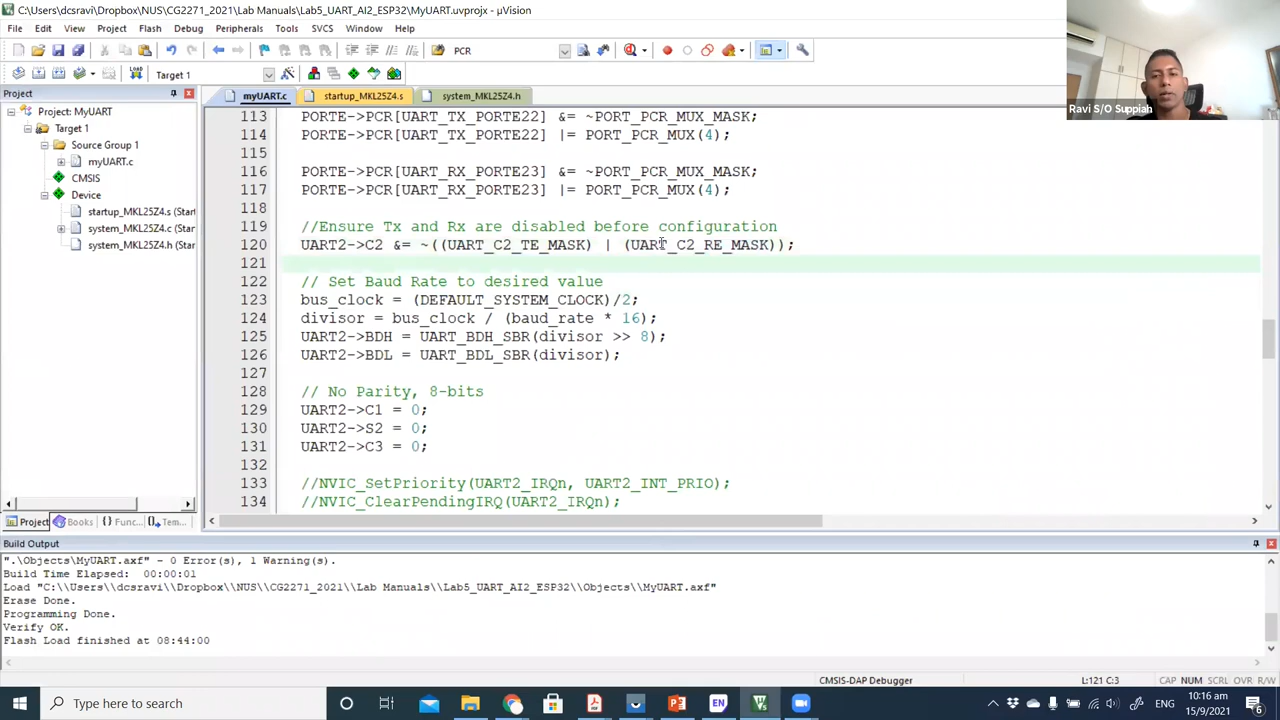 C:\Users\dcsravi\Dropbox\NUS\CG2271_2021\Lab Manuals\Lab5_UART_AI2_ESP32\MyUART.uvprojx - µVision
File Edit View Project Flash Debug Peripherals Tools SVCS Window Help
PCR
LOAD Target 1
Project
Project: MyUART
Target 1
Source Group 1
myUART.c
CMSIS
Device
startup_MKL25Z4.s (Star
system_MKL25Z4.c (Star
system_MKL25Z4.h (Star
Project Books Func... Tem...
myUART.c startup_MKL25Z4.s system_MKL25Z4.h
113 PORTE->PCR[UART_TX_PORTE22] &= ~PORT_PCR_MUX_MASK;
114 PORTE->PCR[UART_TX_PORTE22] |= PORT_PCR_MUX(4);
115
116 PORTE->PCR[UART_RX_PORTE23] &= ~PORT_PCR_MUX_MASK;
117 PORTE->PCR[UART_RX_PORTE23] |= PORT_PCR_MUX(4);
118
119 //Ensure Tx and Rx are disabled before configuration
120 UART2->C2 &= ~((UART_C2_TE_MASK) | (UART_C2_RE_MASK));
121
122 // Set Baud Rate to desired value
123 bus_clock = (DEFAULT_SYSTEM_CLOCK)/2;
124 divisor = bus_clock / (baud_rate * 16);
125 UART2->BDH = UART_BDH_SBR(divisor >> 8);
126 UART2->BDL = UART_BDL_SBR(divisor);
127
128 // No Parity, 8-bits
129 UART2->C1 = 0;
130 UART2->S2 = 0;
131 UART2->C3 = 0;
132
133 //NVIC_SetPriority(UART2_IRQn, UART2_INT_PRIO);
134 //NVIC_ClearPendingIRQ(UART2_IRQn);
Ravi S/O Suppiah
Build Output
".\Objects\MyUART.axf" - 0 Error(s), 1 Warning(s).
Build Time Elapsed: 00:00:01
Load "C:\\Users\\dcsravi\\Dropbox\\NUS\\CG2271_2021\\Lab Manuals\\Lab5_UART_AI2_ESP32\\Objects\\MyUART.axf"
Erase Done.
Programming Done.
Verify OK.
Flash Load finished at 08:44:00
CMSIS-DAP Debugger L:121 C:3 CAP NUM SCRL OVR R/W
Type here to search
EN
ENG
10:16 am
15/9/2021
6